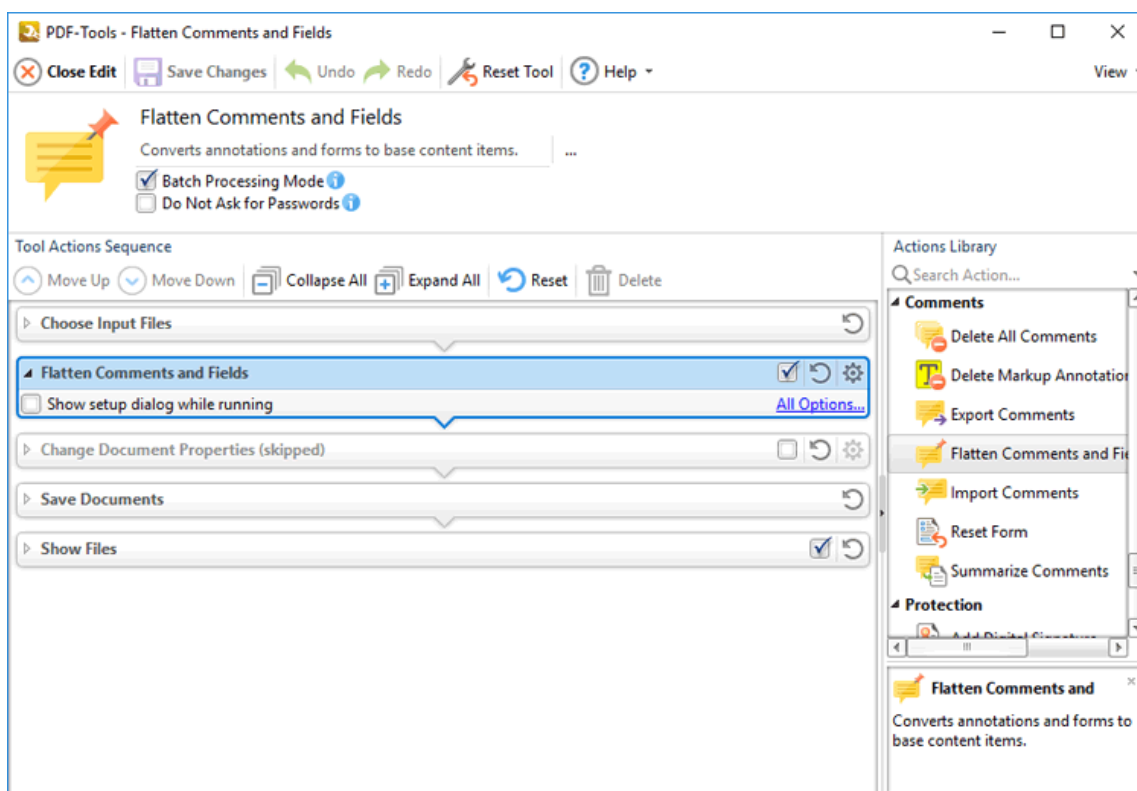 PDF-Tools - Flatten Comments and Fields
Close Edit Save Changes Undo Redo Reset Tool Help View
Flatten Comments and Fields
Converts annotations and forms to base content items. ...
Batch Processing Mode
Do Not Ask for Passwords
Tool Actions Sequence
Move Up Move Down Collapse All Expand All Reset Delete
Choose Input Files
Flatten Comments and Fields
Show setup dialog while running All Options...
Change Document Properties (skipped)
Save Documents
Show Files
Actions Library
Search Action...
Comments
Delete All Comments
Delete Markup Annotation
Export Comments
Flatten Comments and Fie
Import Comments
Reset Form
Summarize Comments
Protection
Add Digital Signature
Flatten Comments and
Converts annotations and forms to
base content items.